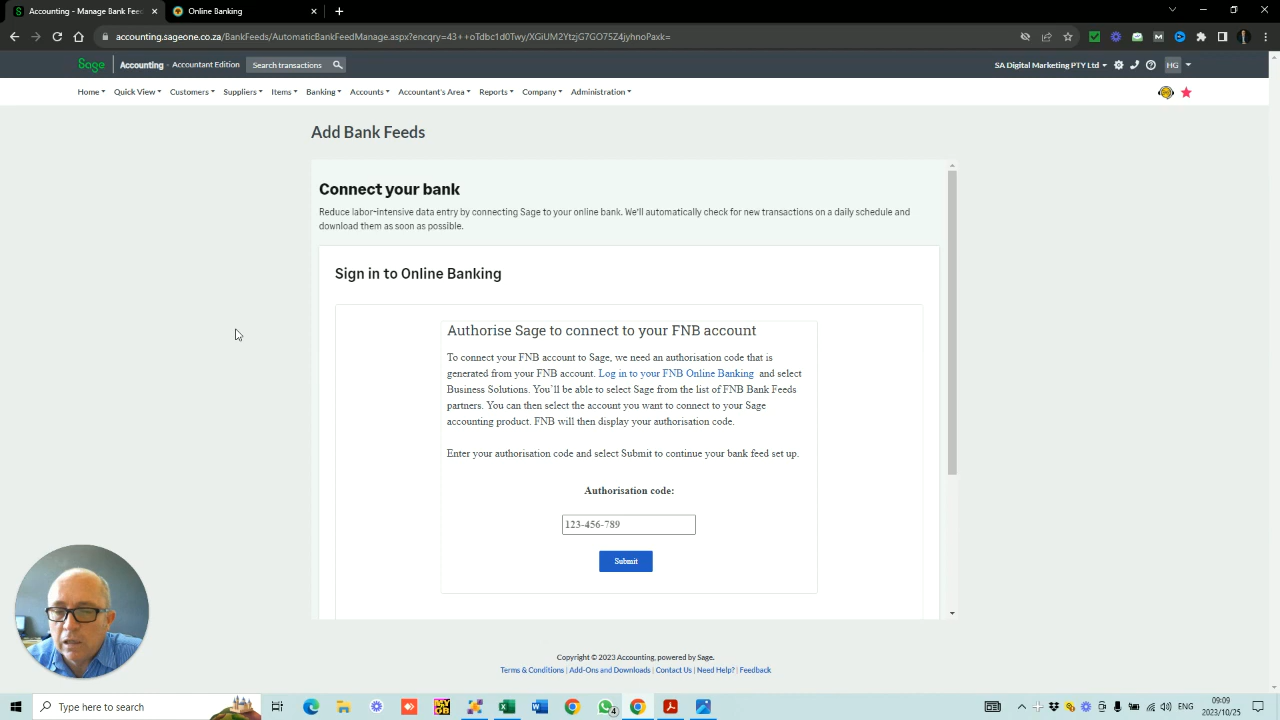 Accounting - Manage Bank Fee
Online Banking
accounting.sageone.co.za/BankFeeds/AutomaticBankFeedManage.aspx?encqry=43++oTdbc1d0Twy/XGiUM2YtzjG7GO75Z4jyhnoPaxk=
Sage
Accounting - Accountant Edition
Search transactions
SA Digital Marketing PTY Ltd
HG
Home
Quick View
Customers
Suppliers
Items
Banking
Accounts
Accountant's Area
Reports
Company
Administration
Add Bank Feeds
Connect your bank
Reduce labor-intensive data entry by connecting Sage to your online bank. We'll automatically check for new transactions on a daily schedule and
download them as soon as possible.
Sign in to Online Banking
Authorise Sage to connect to your FNB account
To connect your FNB account to Sage, we need an authorisation code that is
generated from your FNB account. Log in to your FNB Online Banking and select
Business Solutions. You`ll be able to select Sage from the list of FNB Bank Feeds
partners. You can then select the account you want to connect to your Sage
accounting product. FNB will then display your authorisation code.
Enter your authorisation code and select Submit to continue your bank feed set up.
Authorisation code:
123-456-789
Submit
Copyright © 2023 Accounting, powered by Sage.
Terms & Conditions | Add-Ons and Downloads | Contact Us | Need Help? | Feedback
Type here to search
4
ENG
09:09
2023/10/25